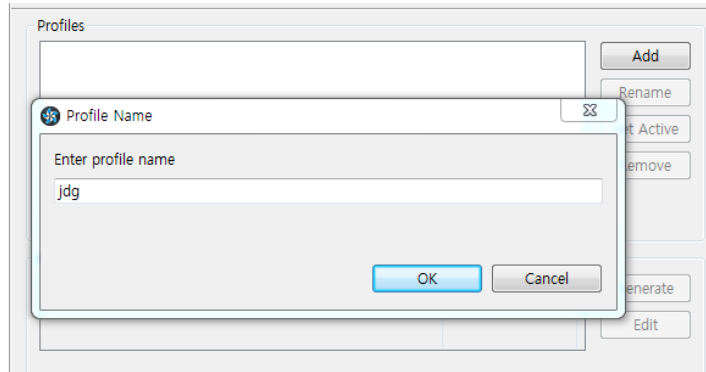 Profiles
Add
Rename
Profile Name
et Active
Enter profile name
emove
jdg
OK
Cancel
enerate
Edit